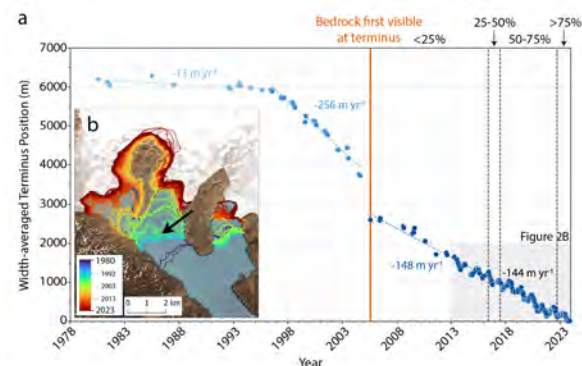 a
Bedrock first visible
at terminus
<25%
25-50%
50-75%
>75%
Width-averaged Terminus Position (m)
7000
6000
5000
4000
3000
2000
1000
0
-13 m yr⁻¹
-256 m yr⁻¹
-148 m yr⁻¹
-144 m yr⁻¹
Figure 2B
b
1980
1992
2003
2013
2023
0 1 2 km
1978
1983
1988
1993
1998
2003
2008
2013
2018
2023
Year